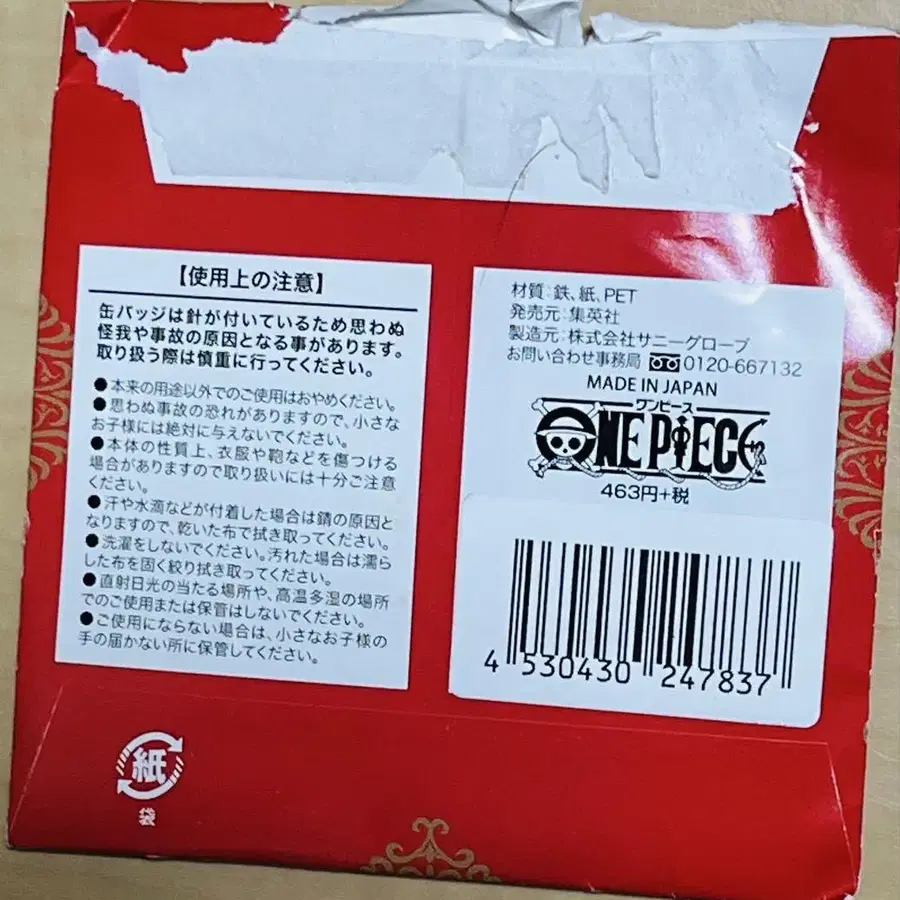 【使用上の注意】
缶バッジは針が付いているため思わぬ
怪我や事故の原因となる事があります。
取り扱う際は慎重に行ってください。
●本来の用途以外でのご使用はおやめください。
●思わぬ事故の恐れがありますので、小さな
お子様には絶対に与えないでください。
●本体の性質上、衣服や鞄などを傷つける
場合がありますので取り扱いには十分ご注意
ください。
●汗や水滴などが付着した場合は錆の原因と
なりますので、乾いた布で拭き取ってください。
●洗濯をしないでください。汚れた場合は濡ら
した布を固く絞り拭き取ってください。
●直射日光の当たる場所や、高温多湿の場所
でのご使用または保管はしないでください。
●ご使用にならない場合は、小さなお子様の
手の届かない所に保管してください。
材質:鉄、紙、PET
発売元:集英社
製造元:株式会社サニーグローブ
お問い合わせ事務局 0120-667132
MADE IN JAPAN
ワンピース
ONE PIECE
463円+税
4 530430 247837
紙
袋